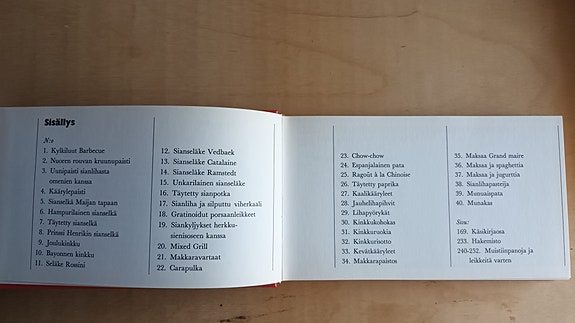 Sisällys
N:o
1. Kylkiluut Barbecue
2. Nuoren rouvan kruunupaisti
3. Uunipaisti sianlihasta
omenien kanssa
4. Käärylepaisti
5. Sianselkä Maijan tapaan
6. Hampurilainen sianselkä
7. Täytetty sianselkä
8. Prinssi Henrikin sianselkä
9. Joulukinkku
10. Bayonnen kinkku
11. Seläke Rossini
12. Sianseläke Vedbaek
13. Sianseläke Catalaine
14. Sianseläke Ramstedt
15. Unkarilainen sianseläke
16. Täytetty sianpotka
17. Sianliha ja silputtu viherkaali
18. Gratinoidut porsaanleikkeet
19. Siankyljykset herkku-
sienisoseen kanssa
20. Mixed Grill
21. Makkaravartaat
22. Carapulka
23. Chow-chow
24. Espanjalainen pata
25. Ragoût à la Chinoise
26. Täytetty paprika
27. Kaalikääryleet
28. Jauhelihapihvit
29. Lihapyörykät
30. Kinkkukohokas
31. Kinkkuruokia
32. Kinkkurisotto
33. Kevätkääryleet
34. Makkarapaistos
35. Maksaa Grand maire
36. Maksaa ja spaghettia
37. Maksaa ja jugurttia
38. Sianlihapasteija
39. Munuaispata
40. Munakas
Sivu:
169. Käsikirjaosa
233. Hakemisto
240-252. Muistiinpanoja ja
leikkeitä varten